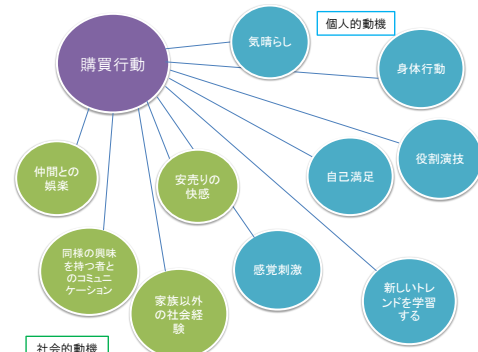 購買行動
気晴らし
個人的動機
身体行動
役割演技
自己満足
仲間との
娯楽
安売りの
快感
同様の興味
を持つ者と
のコミュニ
ケーション
家族以外
の社会経
験
感覚刺激
新しいトレ
ンドを学習
する
社会的動機